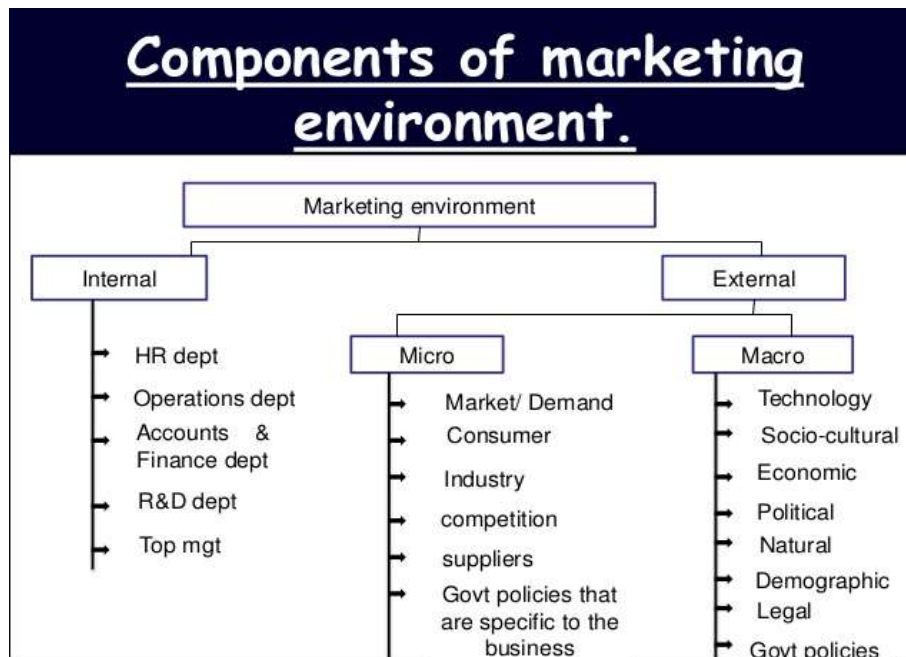 Components of marketing
environment.
Marketing environment
Internal
External
HR dept
Operations dept
Accounts &
Finance dept
R&D dept
Top mgt
Micro
Market/ Demand
Consumer
Industry
competition
suppliers
Govt policies that
are specific to the
business
Macro
Technology
Socio-cultural
Economic
Political
Natural
Demographic
Legal
Govt policies